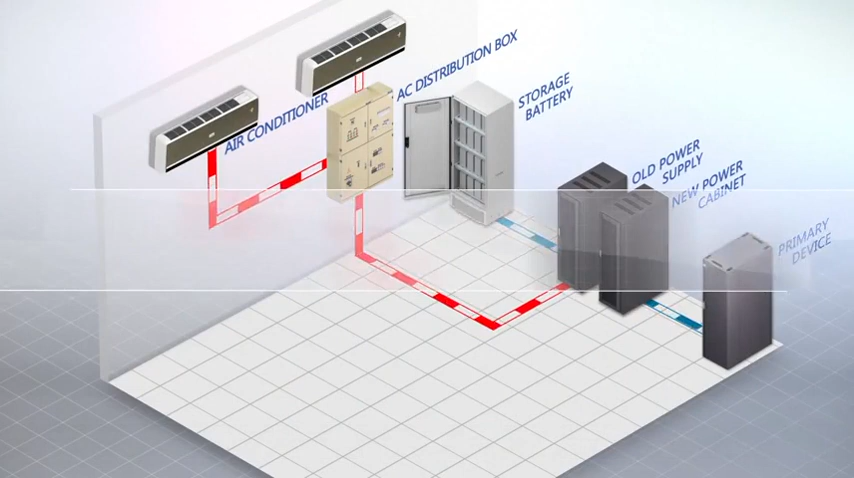 AIR CONDITIONER
AC DISTRIBUTION BOX
STORAGE
BATTERY
OLD POWER
SUPPLY
NEW POWER
CABINET
PRIMARY
DEVICE